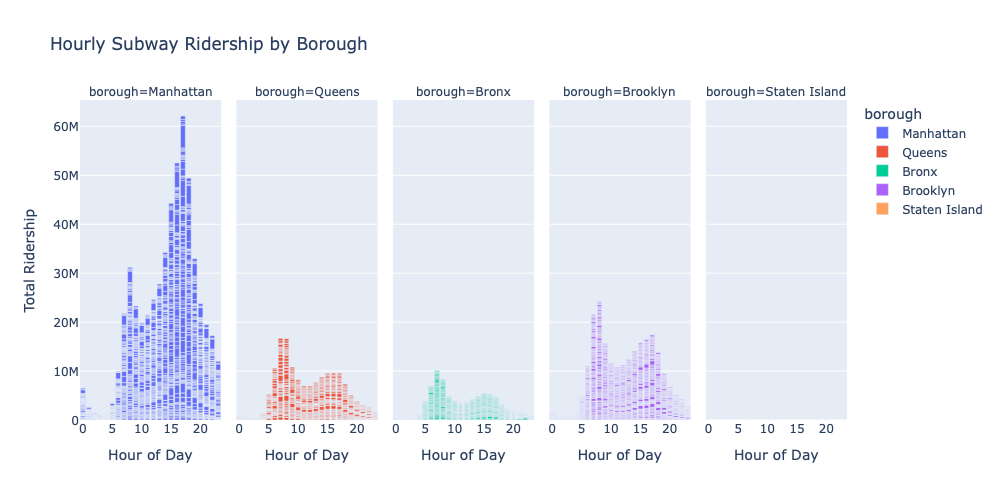 Hourly Subway Ridership by Borough
borough=Manhattan
borough=Queens
borough=Bronx
borough=Brooklyn
borough=Staten Island
borough
Manhattan
Queens
Bronx
Brooklyn
Staten Island
Total Ridership
60M
50M
40M
30M
20M
10M
0
0 5 10 15 20
0 5 10 15 20
0 5 10 15 20
0 5 10 15 20
0 5 10 15 20
Hour of Day
Hour of Day
Hour of Day
Hour of Day
Hour of Day